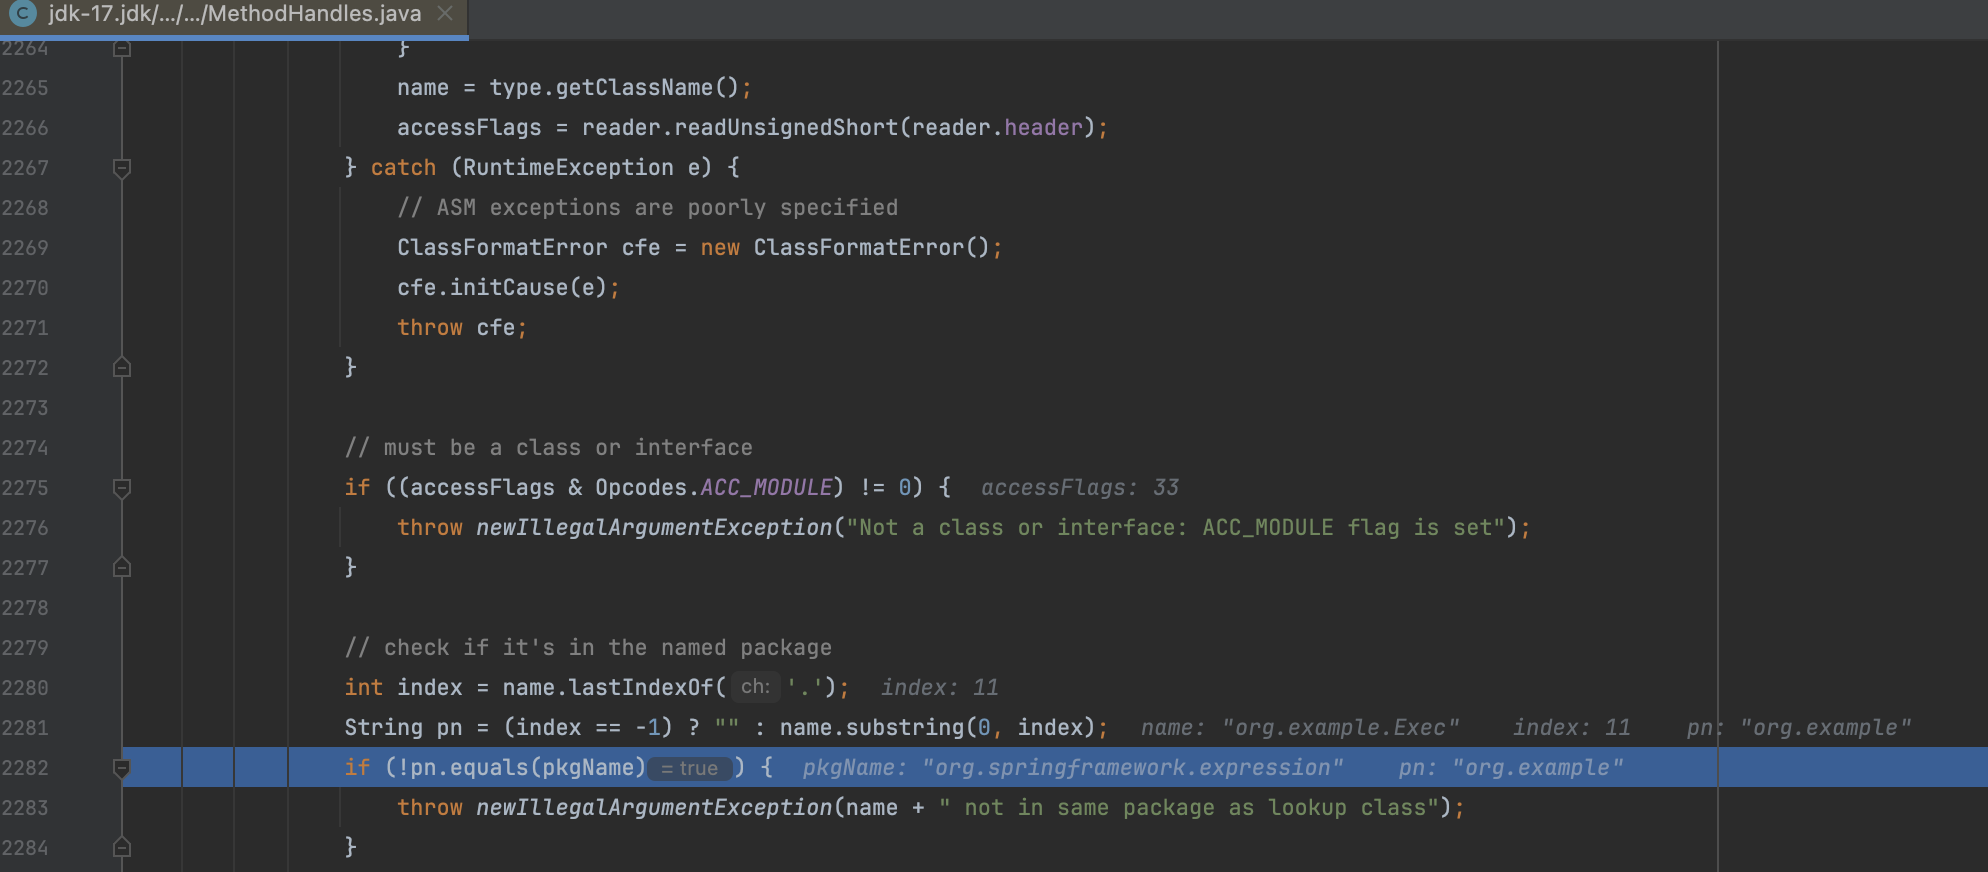 C jdk-17.jdk/.../.../MethodHandles.java
2264 }
2265 name = type.getClassName();
2266 accessFlags = reader.readUnsignedShort(reader.header);
2267 } catch (RuntimeException e) {
2268 // ASM exceptions are poorly specified
2269 ClassFormatError cfe = new ClassFormatError();
2270 cfe.initCause(e);
2271 throw cfe;
2272 }
2273
2274 // must be a class or interface
2275 if ((accessFlags & Opcodes.ACC_MODULE) != 0) { accessFlags: 33
2276 throw newIllegalArgumentException("Not a class or interface: ACC_MODULE flag is set");
2277 }
2278
2279 // check if it's in the named package
2280 int index = name.lastIndexOf( ch: '.'); index: 11
2281 String pn = (index == -1) ? "" : name.substring(0, index); name: "org.example.Exec" index: 11 pn: "org.example"
2282 if (!pn.equals(pkgName) = true ) { pkgName: "org.springframework.expression" pn: "org.example"
2283 throw newIllegalArgumentException(name + " not in same package as lookup class");
2284 }